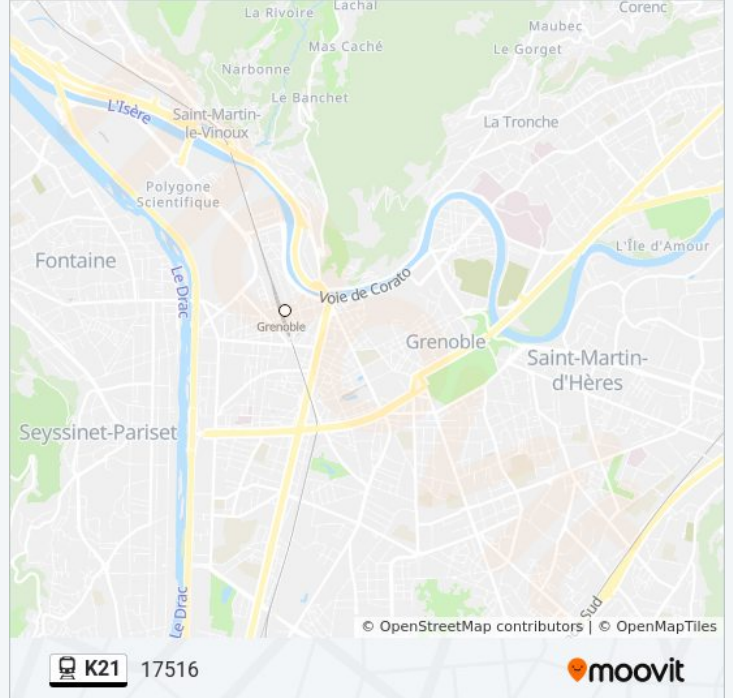 La Rivoire
Lachal
Corenc
Maubec
Mas Caché
Le Gorget
Narbonne
Le Banchet
L'Isère
Saint-Martin-
le-Vinoux
La Tronche
Polygone
Scientifique
L'Île d'Amour
Fontaine
Le Drac
Voie de Corato
Grenoble
Grenoble
Saint-Martin-
d'Hères
Seyssinet-Pariset
Le Drac
Sud
© OpenStreetMap contributors | © OpenMapTiles
K21 17516
moovit